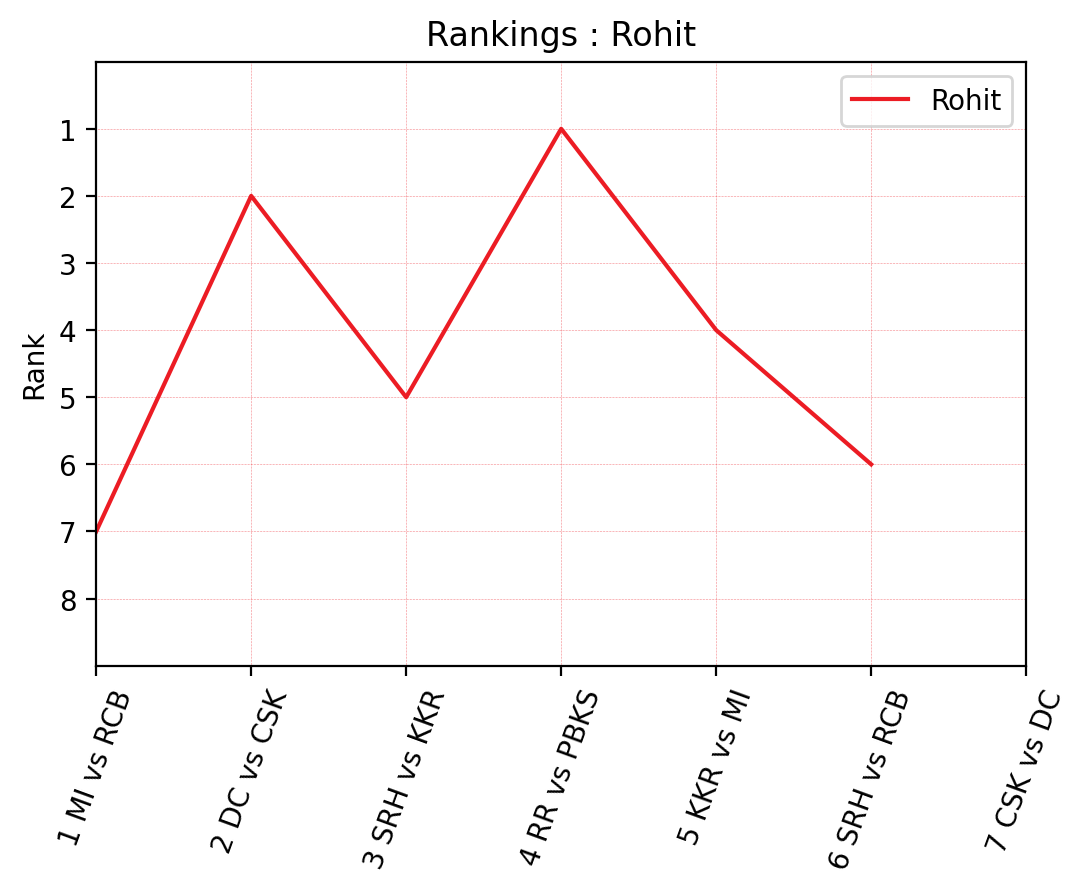 Rankings : Rohit
Rohit
Rank
1
2
3
4
5
6
7
8
1 MI vs RCB
2 DC vs CSK
3 SRH vs KKR
4 RR vs PBKS
5 KKR vs MI
6 SRH vs RCB
7 CSK vs DC